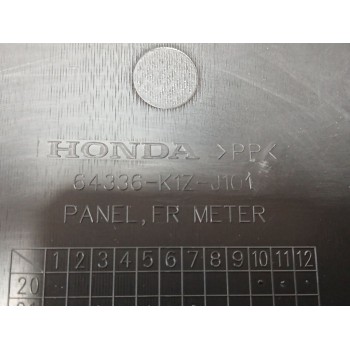 HONDA >PP<
64336-K1Z-J101
PANEL, FR METER
1 2 3 4 5 6 7 8 9 10 11 12
20